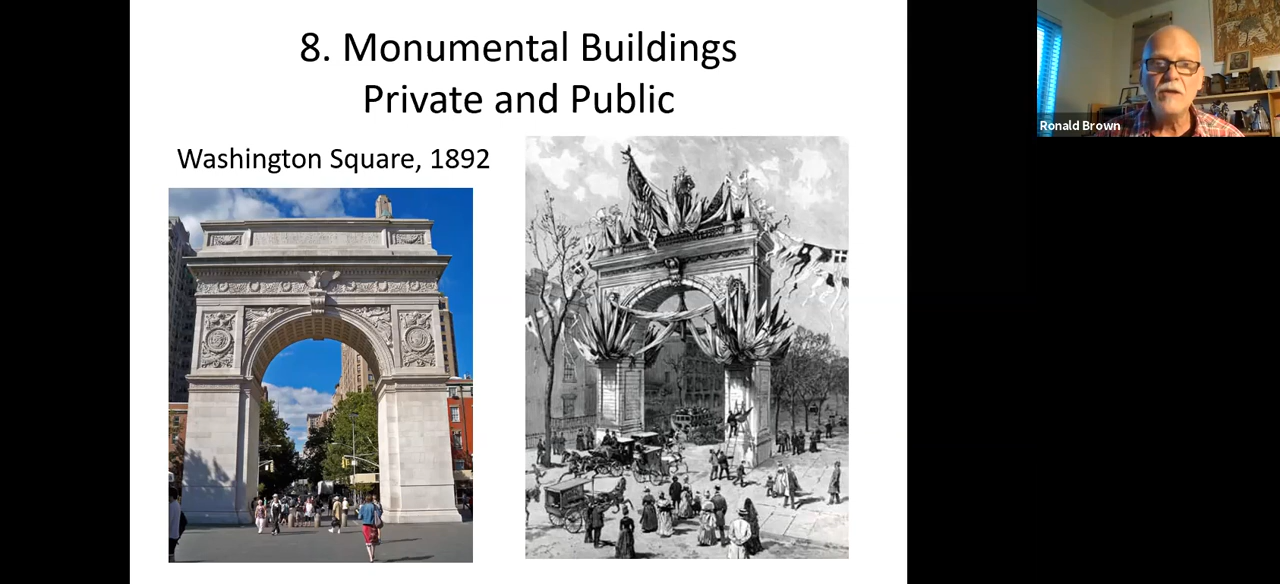 8. Monumental Buildings
Private and Public
Washington Square, 1892
Ronald Brown